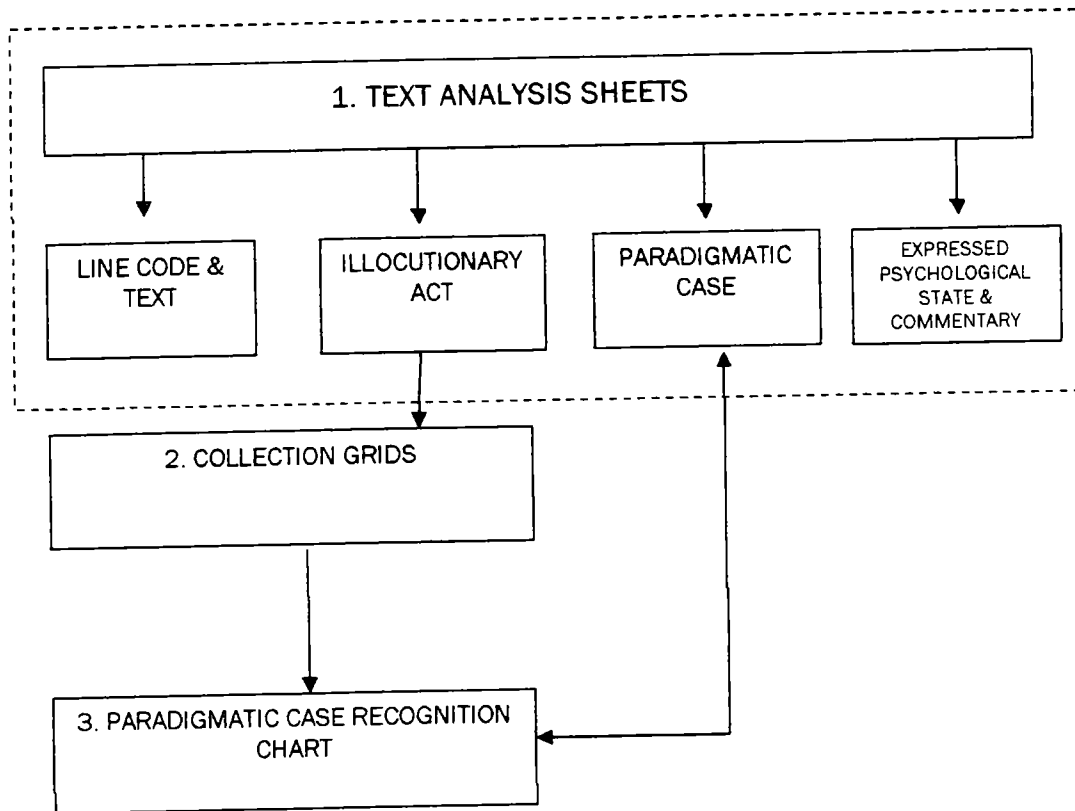 1. TEXT ANALYSIS SHEETS
LINE CODE &
TEXT
ILLOCUTIONARY
ACT
PARADIGMATIC
CASE
EXPRESSED
PSYCHOLOGICAL
STATE &
COMMENTARY
2. COLLECTION GRIDS
3. PARADIGMATIC CASE RECOGNITION
CHART